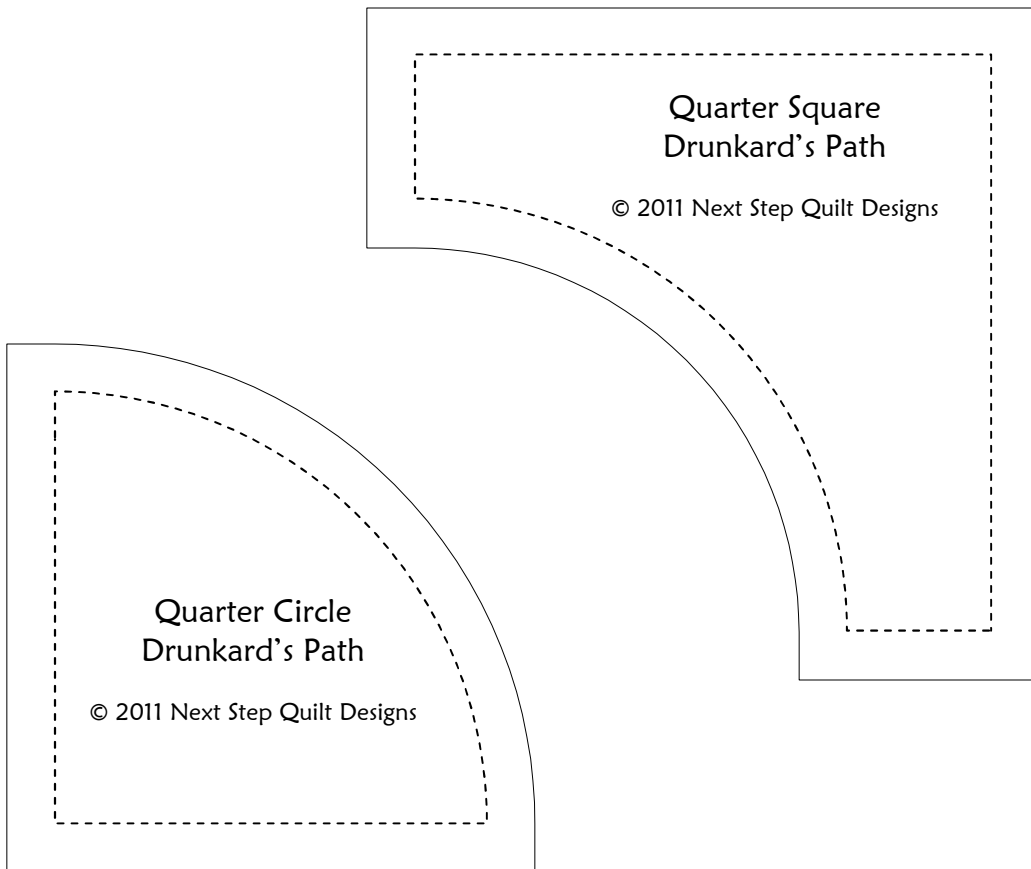 Quarter Square
Drunkard’s Path
© 2011 Next Step Quilt Designs
Quarter Circle
Drunkard’s Path
© 2011 Next Step Quilt Designs